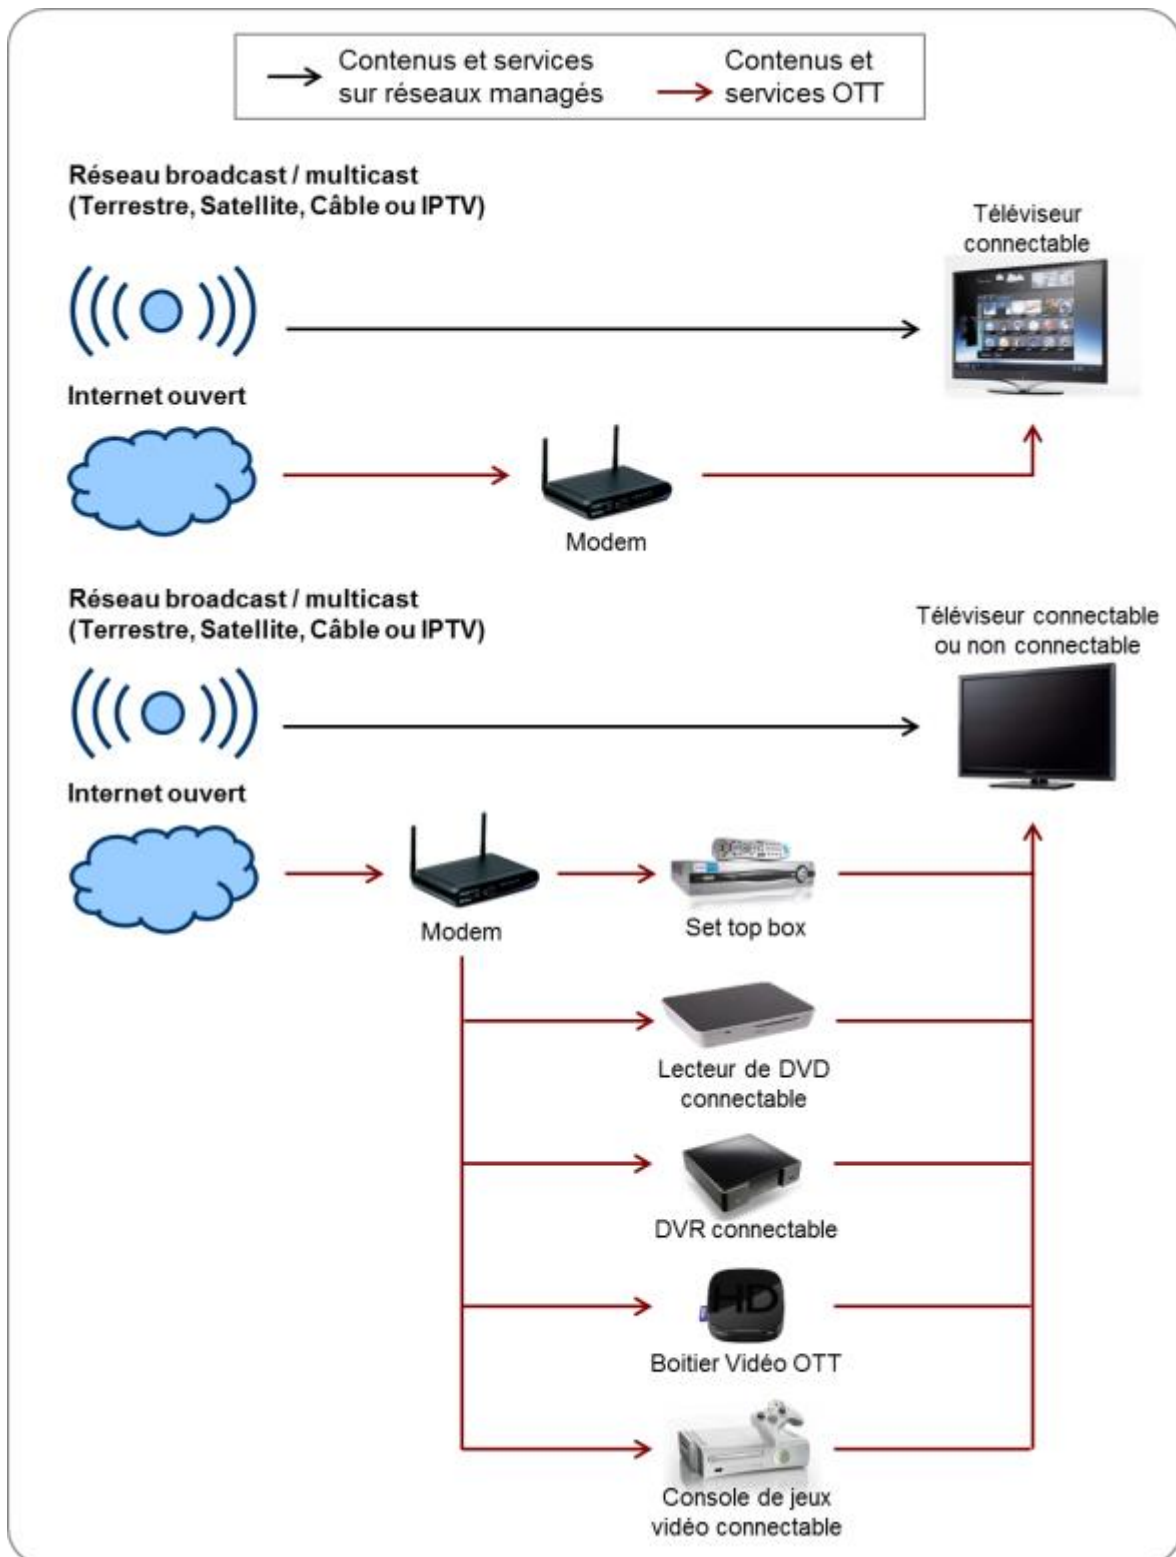 Contenus et services
sur réseaux managés
Contenus et
services OTT
Réseau broadcast / multicast
(Terrestre, Satellite, Câble ou IPTV)
Téléviseur
connectable
Internet ouvert
Modem
Réseau broadcast / multicast
(Terrestre, Satellite, Câble ou IPTV)
Téléviseur connectable
ou non connectable
Internet ouvert
Modem
Set top box
Lecteur de DVD
connectable
DVR connectable
HD
Boitier Vidéo OTT
Console de jeux
vidéo connectable